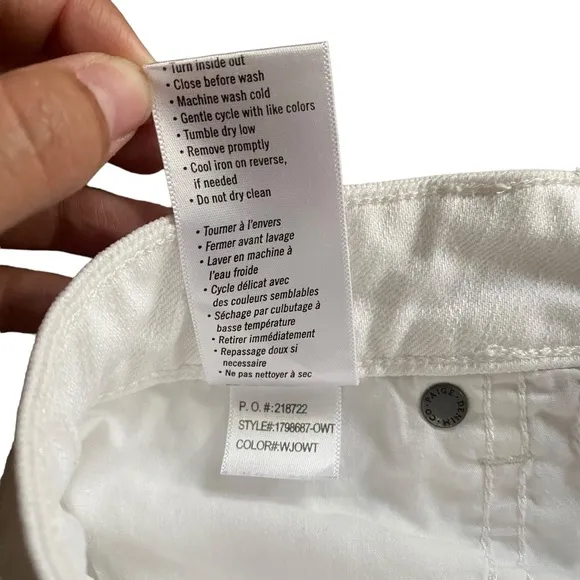 • Turn inside out
• Close before wash
• Machine wash cold
• Gentle cycle with like colors
• Tumble dry low
• Remove promptly
• Cool iron on reverse,
if needed
• Do not dry clean
• Tourner à l'envers
• Fermer avant lavage
• Laver en machine à
l'eau froide
• Cycle délicat avec
des couleurs semblables
• Séchage par culbutage à
basse température
• Retirer immédiatement
• Repassage doux si
necessaire
• Ne pas nettoyer à sec
P. O. #:218722
STYLE#:1798687-OWT
COLOR#:WJOWT
PAIGE-DENIM-CO-